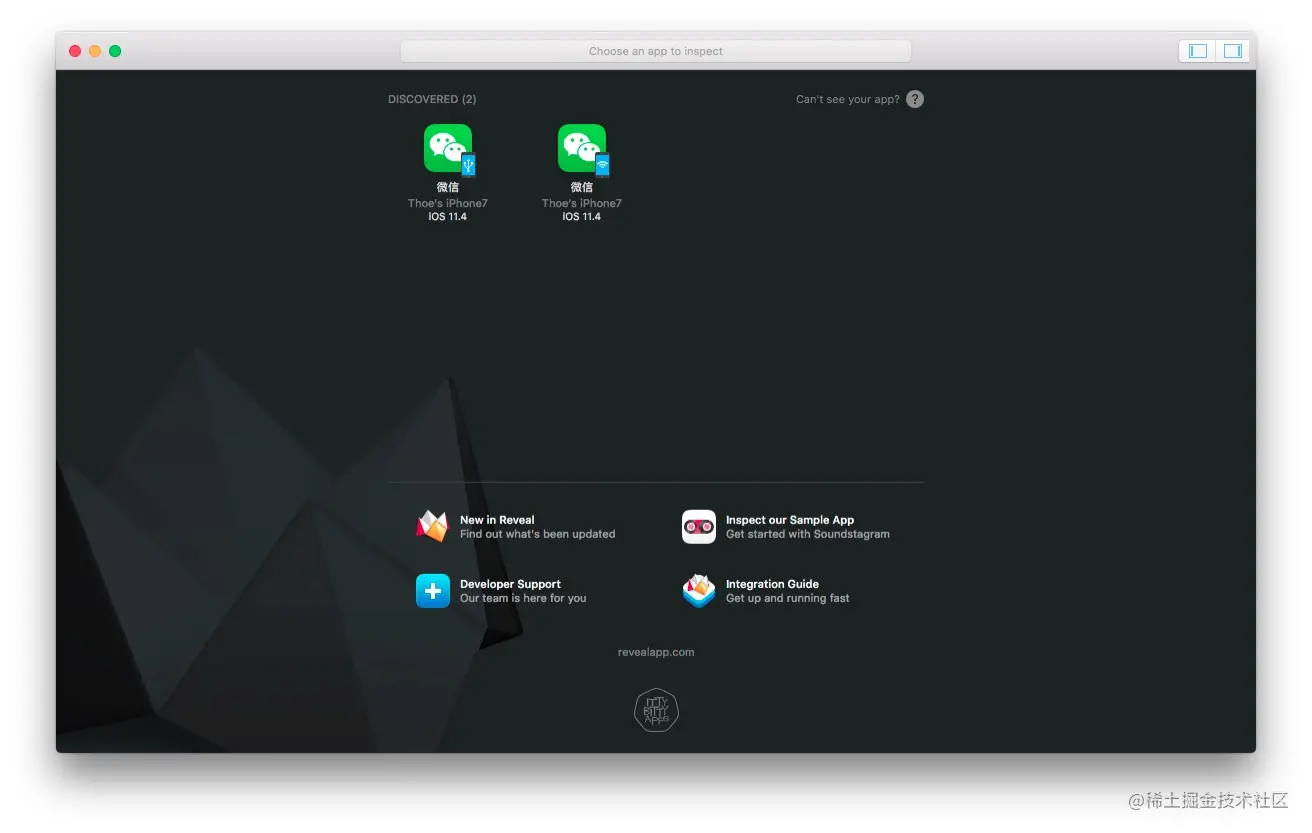 Choose an app to inspect
DISCOVERED (2)
Can't see your app? ?
微信
Thoe's iPhone7
iOS 11.4
微信
Thoe's iPhone7
iOS 11.4
New in Reveal
Find out what's been updated
Inspect our Sample App
Get started with Soundstagram
Developer Support
Our team is here for you
Integration Guide
Get up and running fast
revealapp.com
ITTY
BITTY
APPS
@稀土掘金技术社区